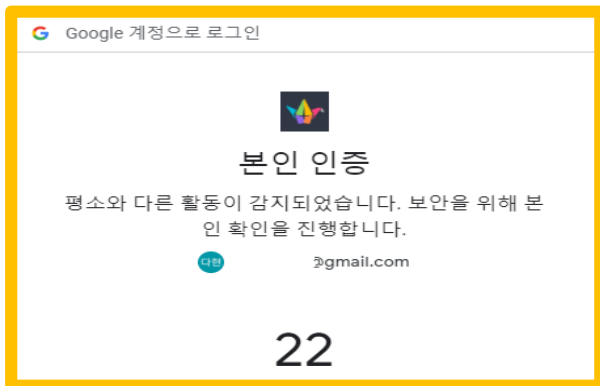 Google 계정으로 로그인
본인 인증
평소와 다른 활동이 감지되었습니다. 보안을 위해 본
인 확인을 진행합니다.
다현 @gmail.com
22